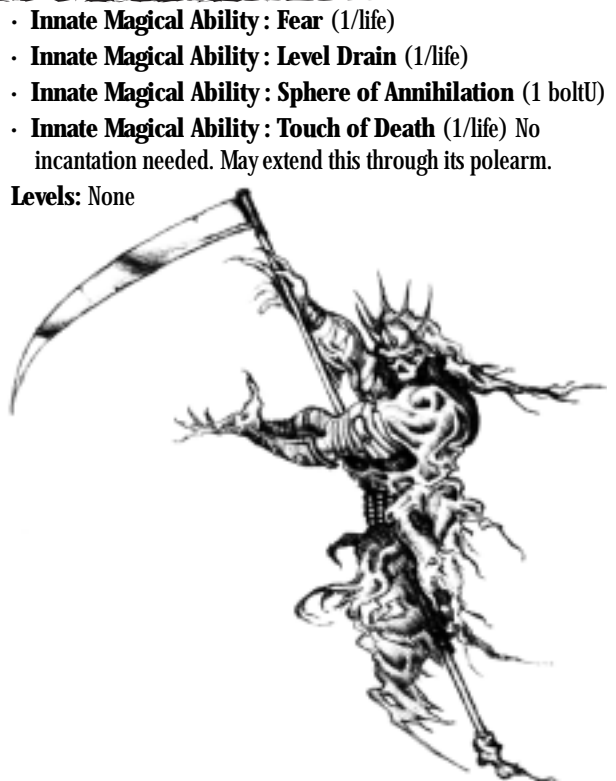 · Innate Magical Ability: Fear (1/life)
· Innate Magical Ability: Level Drain (1/life)
· Innate Magical Ability: Sphere of Annihilation (1 boltU)
· Innate Magical Ability: Touch of Death (1/life) No
incantation needed. May extend this through its polearm.
Levels: None